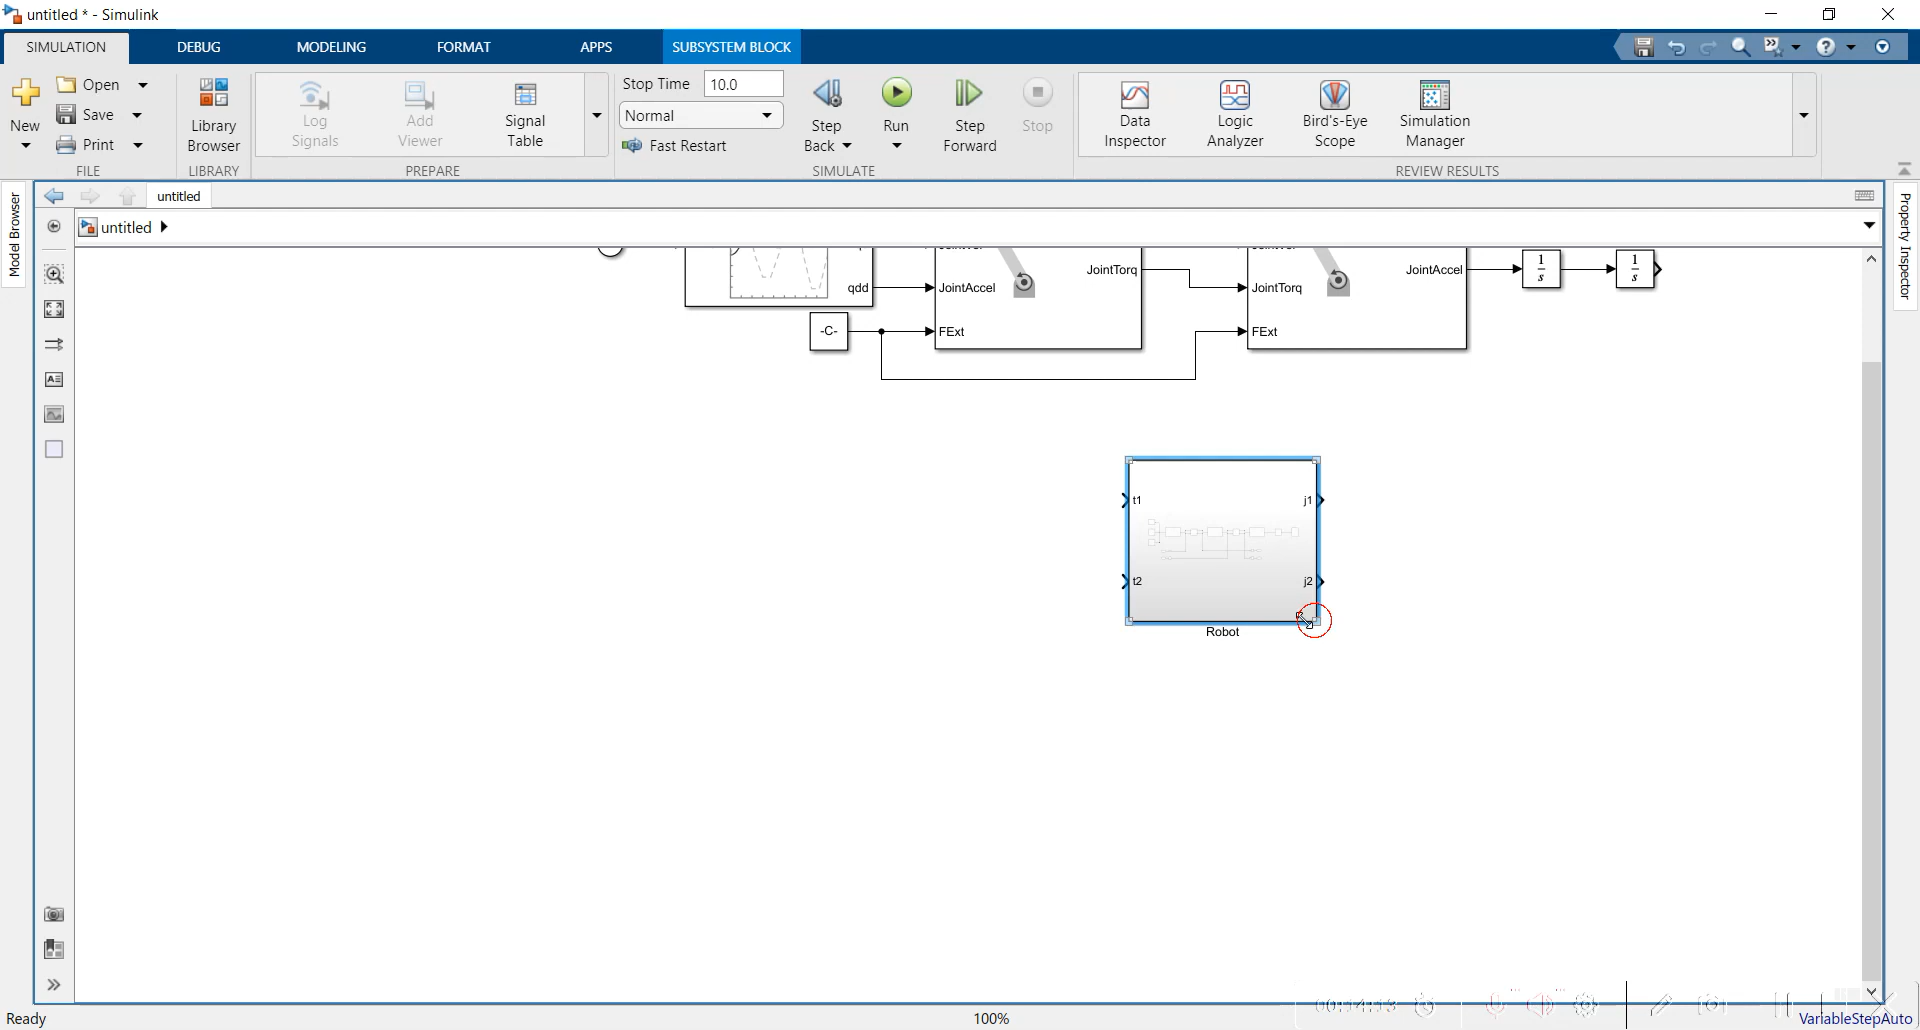 untitled * - Simulink
SIMULATION
DEBUG
MODELING
FORMAT
APPS
SUBSYSTEM BLOCK
New
Open
Save
Print
FILE
Library
Browser
LIBRARY
Log
Signals
Add
Viewer
Signal
Table
PREPARE
Stop Time
10.0
Normal
Fast Restart
Step
Back
Run
Step
Forward
Stop
SIMULATE
Data
Inspector
Logic
Analyzer
Bird's-Eye
Scope
Simulation
Manager
REVIEW RESULTS
Model Browser
untitled
untitled
Property Inspector
qdd
JointAccel
JointTorq
JointTorq
JointAccel
1
s
1
s
-C-
FExt
FExt
t1
j1
t2
j2
Robot
Ready
100%
VariableStepAuto